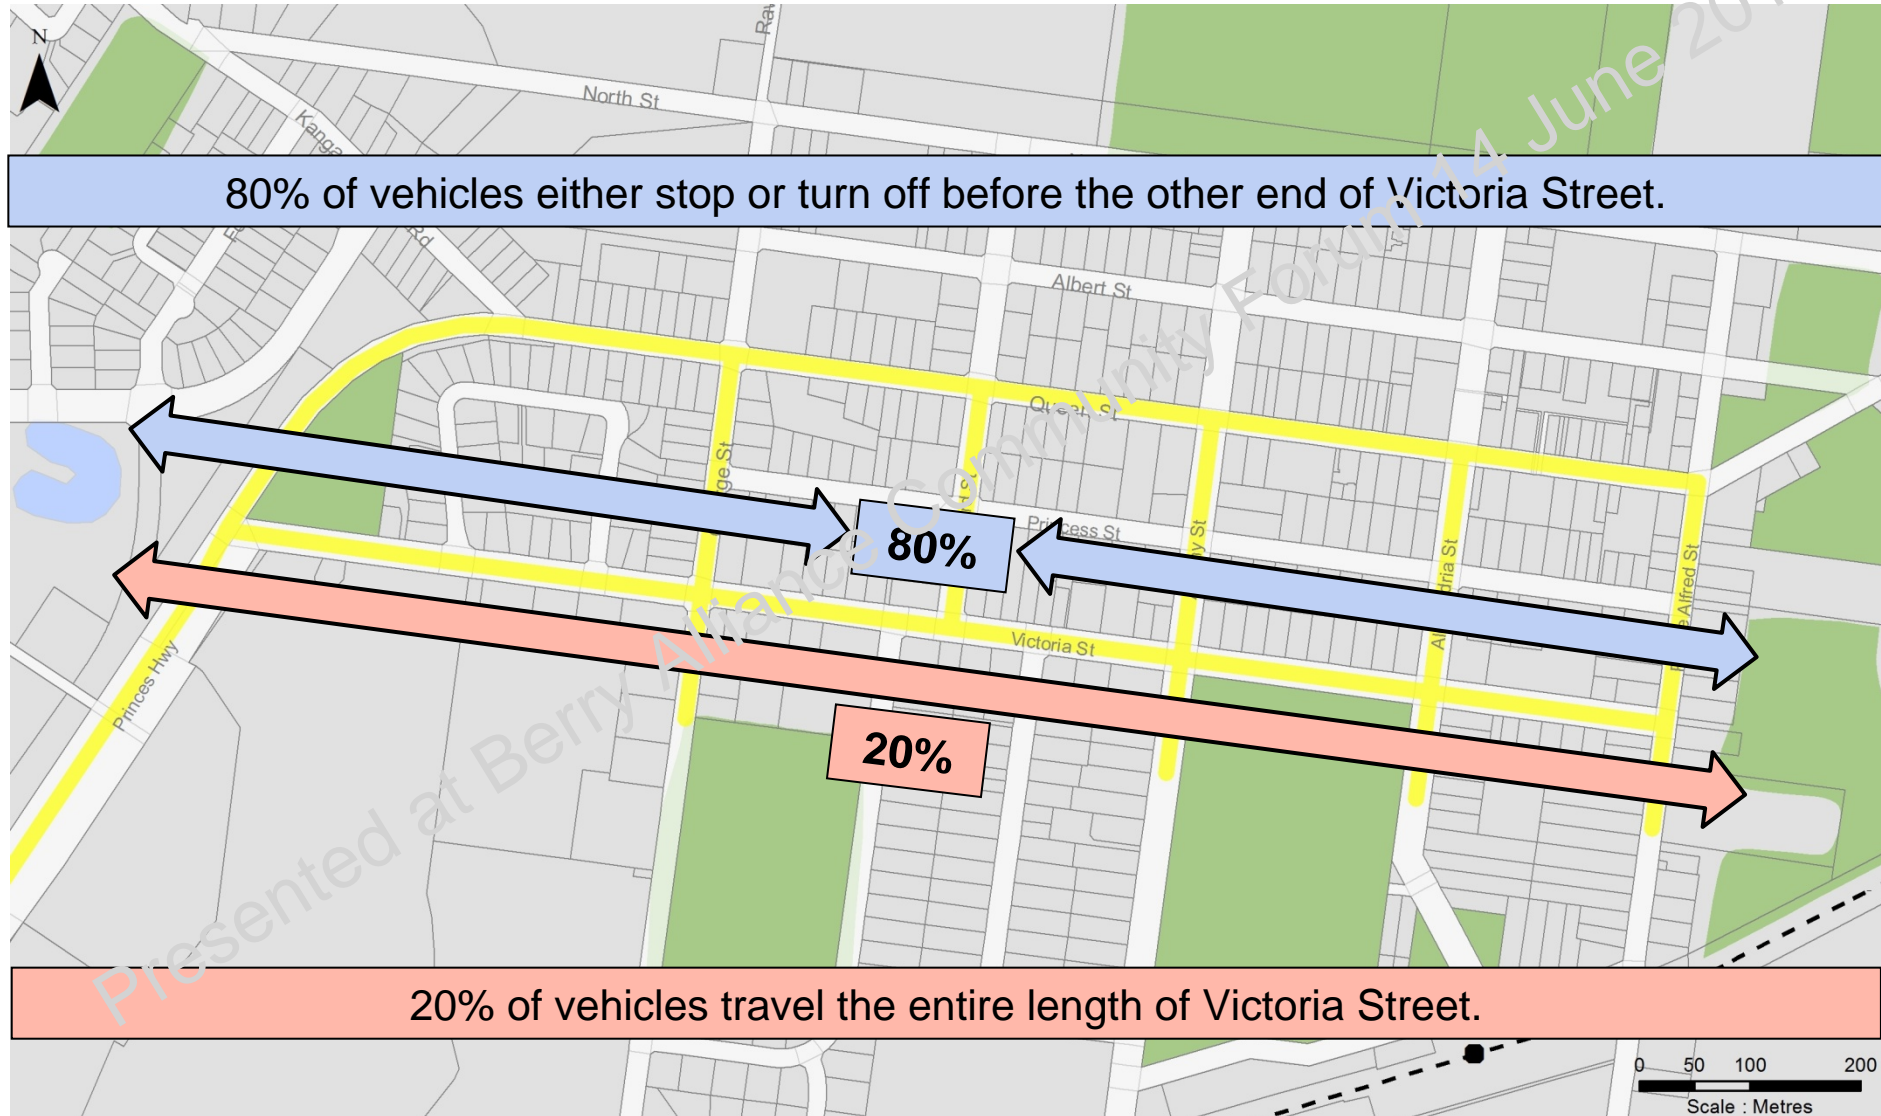 N
North St
80% of vehicles either stop or turn off before the other end of Victoria Street.
Rd
Albert St
Queen St
Princess St
Victoria St
Princes Hwy
Alfred St
80%
20%
20% of vehicles travel the entire length of Victoria Street.
0 50 100 200
Scale : Metres
Presented at Berry Alliance Community Forum 14 June